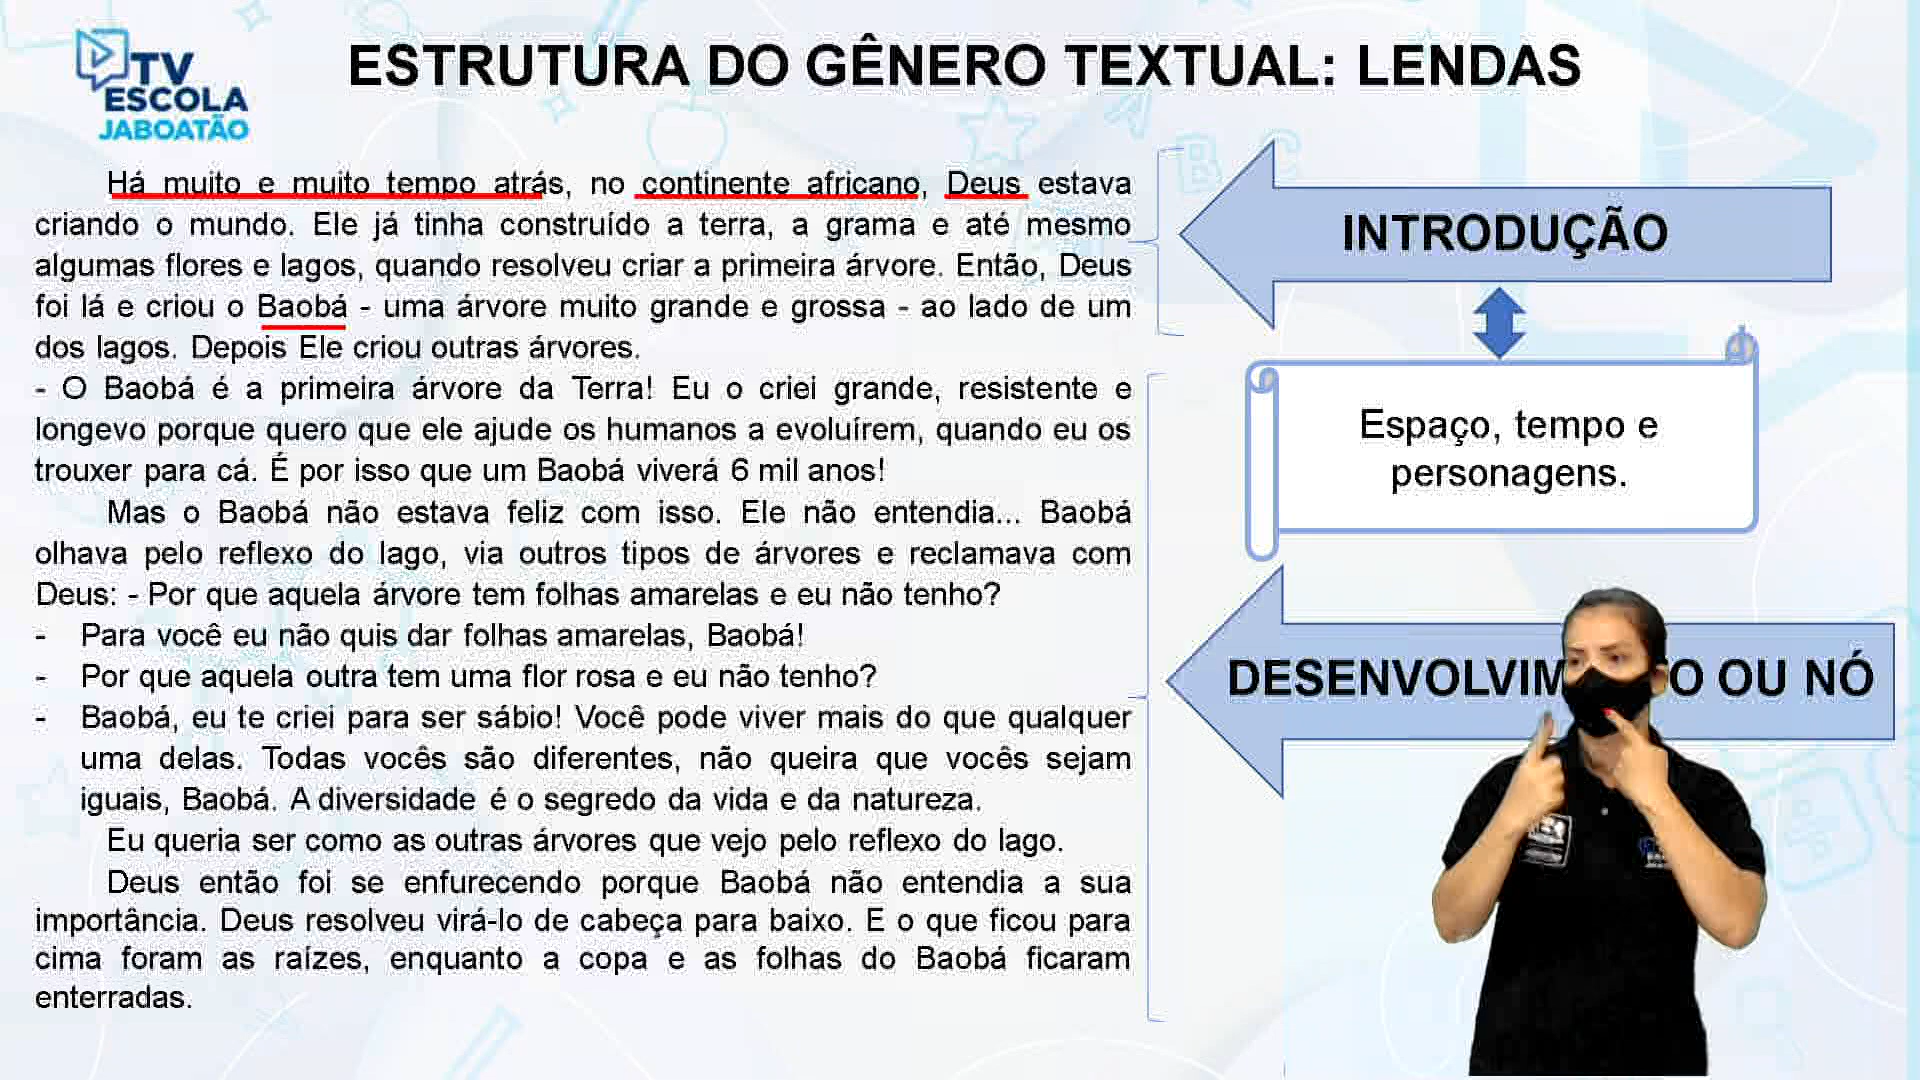 TV
ESCOLA
JABOATÃO
ESTRUTURA DO GÊNERO TEXTUAL: LENDAS
Há muito e muito tempo atrás, no continente africano, Deus estava
criando o mundo. Ele já tinha construído a terra, a grama e até mesmo
algumas flores e lagos, quando resolveu criar a primeira árvore. Então, Deus
foi lá e criou o Baobá - uma árvore muito grande e grossa - ao lado de um
dos lagos. Depois Ele criou outras árvores.
- O Baobá é a primeira árvore da Terra! Eu o criei grande, resistente e
longevo porque quero que ele ajude os humanos a evoluírem, quando eu os
trouxer para cá. É por isso que um Baobá viverá 6 mil anos!
Mas o Baobá não estava feliz com isso. Ele não entendia... Baobá
olhava pelo reflexo do lago, via outros tipos de árvores e reclamava com
Deus: - Por que aquela árvore tem folhas amarelas e eu não tenho?
- Para você eu não quis dar folhas amarelas, Baobá!
- Por que aquela outra tem uma flor rosa e eu não tenho?
- Baobá, eu te criei para ser sábio! Você pode viver mais do que qualquer
uma delas. Todas vocês são diferentes, não queira que vocês sejam
iguais, Baobá. A diversidade é o segredo da vida e da natureza.
Eu queria ser como as outras árvores que vejo pelo reflexo do lago.
Deus então foi se enfurecendo porque Baobá não entendia a sua
importância. Deus resolveu virá-lo de cabeça para baixo. E o que ficou para
cima foram as raízes, enquanto a copa e as folhas do Baobá ficaram
enterradas.
INTRODUÇÃO
Espaço, tempo e
personagens.
DESENVOLVIM O OU NÓ